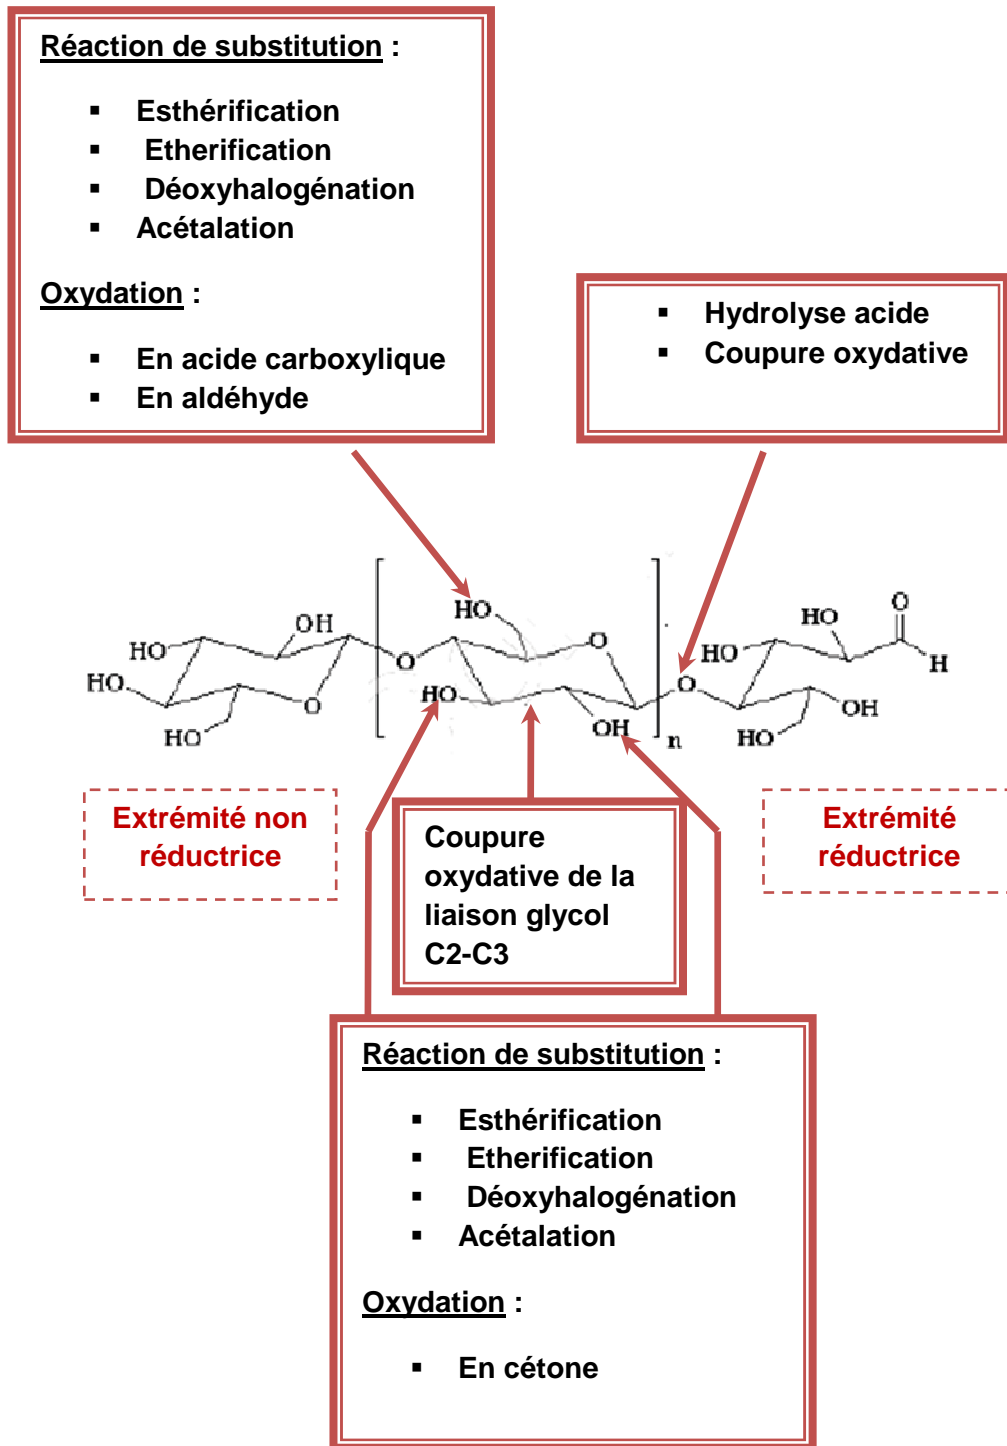 Réaction de substitution :
▪ Esthérification
▪ Etherification
▪ Déoxyhalogénation
▪ Acétalation
Oxydation :
▪ En acide carboxylique
▪ En aldéhyde
▪ Hydrolyse acide
▪ Coupure oxydative
HO
HO
OH
O
HO
O
HO
O
HO
OH
n
O
HO
HO
O
H
OH
HO
Extrémité non
réductrice
Coupure
oxydative de la
liaison glycol
C2-C3
Extrémité
réductrice
Réaction de substitution :
▪ Esthérification
▪ Etherification
▪ Déoxyhalogénation
▪ Acétalation
Oxydation :
▪ En cétone